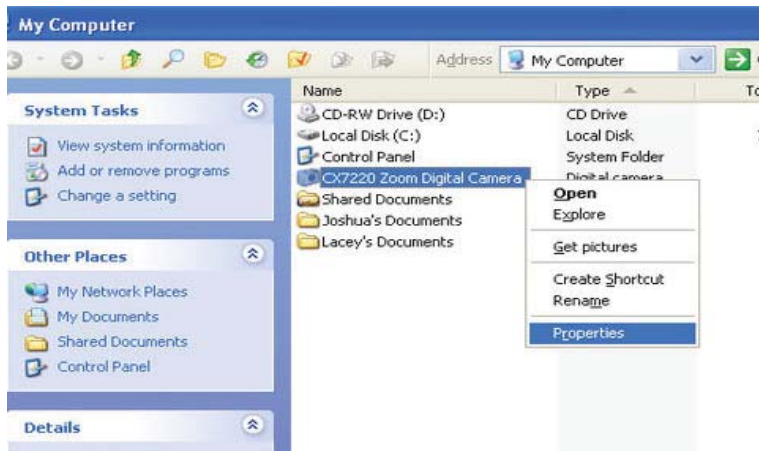 My Computer
Address My Computer
System Tasks
View system information
Add or remove programs
Change a setting
Other Places
My Network Places
My Documents
Shared Documents
Control Panel
Details
Name Type
CD-RW Drive (D:) CD Drive
Local Disk (C:) Local Disk
Control Panel System Folder
CX7220 Zoom Digital Camera Digital camera
Shared Documents
Joshua's Documents
Lacey's Documents
Open
Explore
Get pictures
Create Shortcut
Rename
Properties